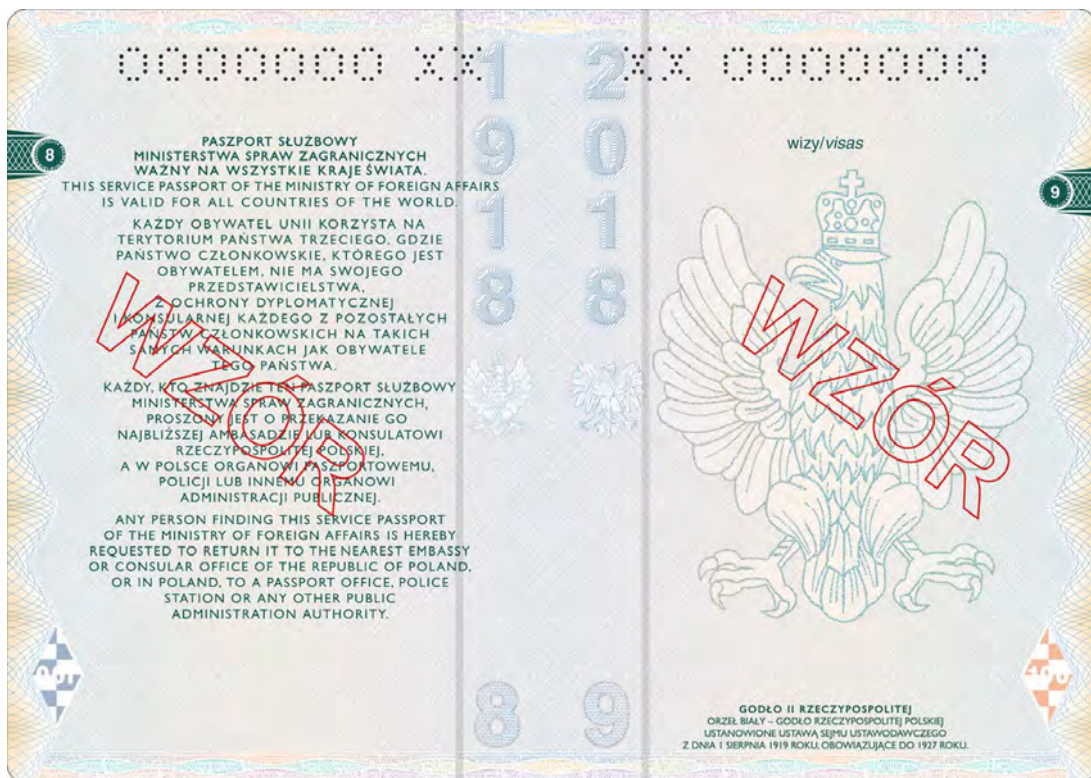 0000000 XX
XX 0000000
8
PASZPORT SŁUŻBOWY
MINISTERSTWA SPRAW ZAGRANICZNYCH
WAŻNY NA WSZYSTKIE KRAJE ŚWIATA.
THIS SERVICE PASSPORT OF THE MINISTRY OF FOREIGN AFFAIRS
IS VALID FOR ALL COUNTRIES OF THE WORLD.
KAŻDY OBYWATEL UNII KORZYSTA NA
TERYTORIUM PAŃSTWA TRZECIEGO, GDZIE
PAŃSTWO CZŁONKOWSKIE, KTÓREGO JEST
OBYWATELEM, NIE MA SWOJEGO
PRZEDSTAWICIELSTWA,
Z OCHRONY DYPLOMATYCZNEJ
I KONSULARNEJ KAŻDEGO Z POZOSTAŁYCH
PAŃSTW CZŁONKOWSKICH NA TAKICH
SAMYCH WARUNKACH JAK OBYWATELE
TEGO PAŃSTWA.
KAŻDY, KTO ZNAJDZIE TEN PASZPORT SŁUŻBOWY
MINISTERSTWA SPRAW ZAGRANICZNYCH,
PROSZONY JEST O PRZEKAZANIE GO
NAJBLIŻSZEJ AMBASADZIE LUB KONSULATOWI
RZECZYPOSPOLITEJ POLSKIEJ,
A W POLSCE ORGANOWI PASZPORTOWEMU,
POLICJI LUB INNEMU ORGANOWI
ADMINISTRACJI PUBLICZNEJ.
ANY PERSON FINDING THIS SERVICE PASSPORT
OF THE MINISTRY OF FOREIGN AFFAIRS IS HEREBY
REQUESTED TO RETURN IT TO THE NEAREST EMBASSY
OR CONSULAR OFFICE OF THE REPUBLIC OF POLAND,
OR IN POLAND, TO A PASSPORT OFFICE, POLICE
STATION OR ANY OTHER PUBLIC
ADMINISTRATION AUTHORITY.
WZÓR
1918
2018
8
9
wizy/visas
9
WZÓR
GODŁO II RZECZYPOSPOLITEJ
ORZEŁ BIAŁY – GODŁO RZECZYPOSPOLITEJ POLSKIEJ
USTANOWIONE USTAWĄ SEJMU USTAWODAWCZEGO
Z DNIA 1 SIERPNIA 1919 ROKU, OBOWIĄZUJĄCE DO 1927 ROKU.